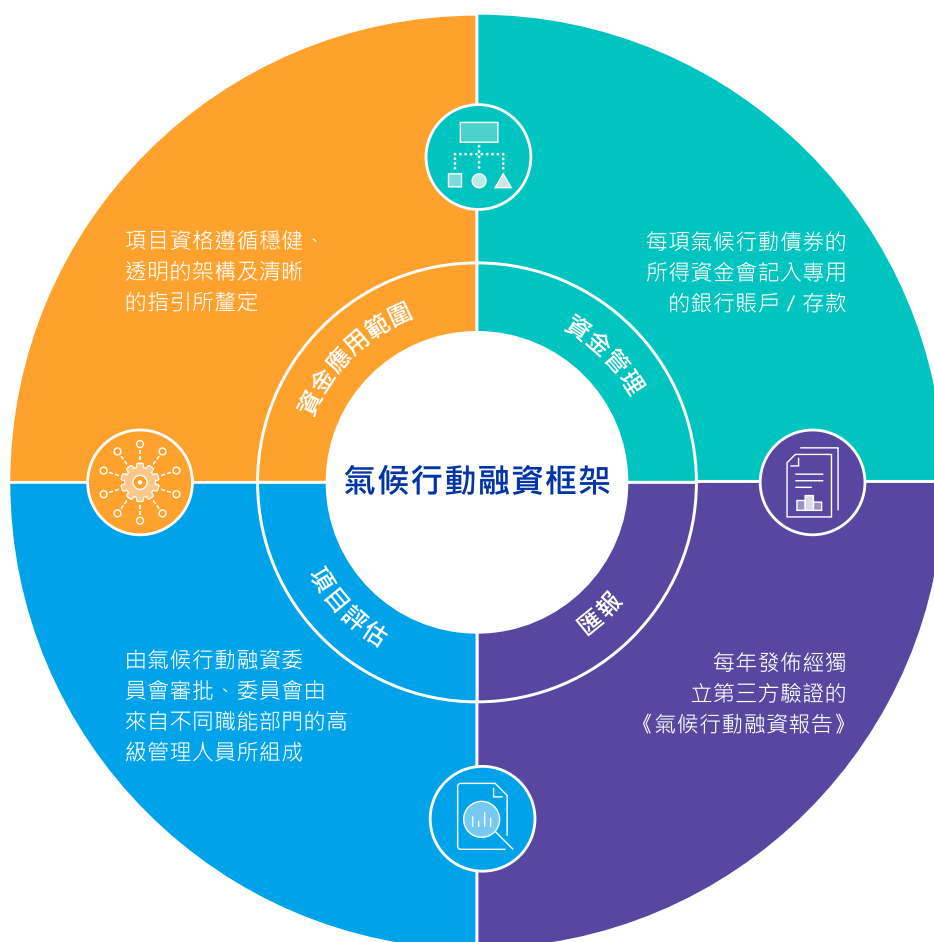 項目資格遵循穩健、
透明的架構及清晰
的指引所釐定
資金應用範圍
每項氣候行動債券的
所得資金會記入專用
的銀行賬戶 / 存款
資金管理
氣候行動融資框架
項目評估
由氣候行動融資委
員會審批、委員會由
來自不同職能部門的高
級管理人員所組成
匯報
每年發佈經獨
立第三方驗證的
《氣候行動融資報告》